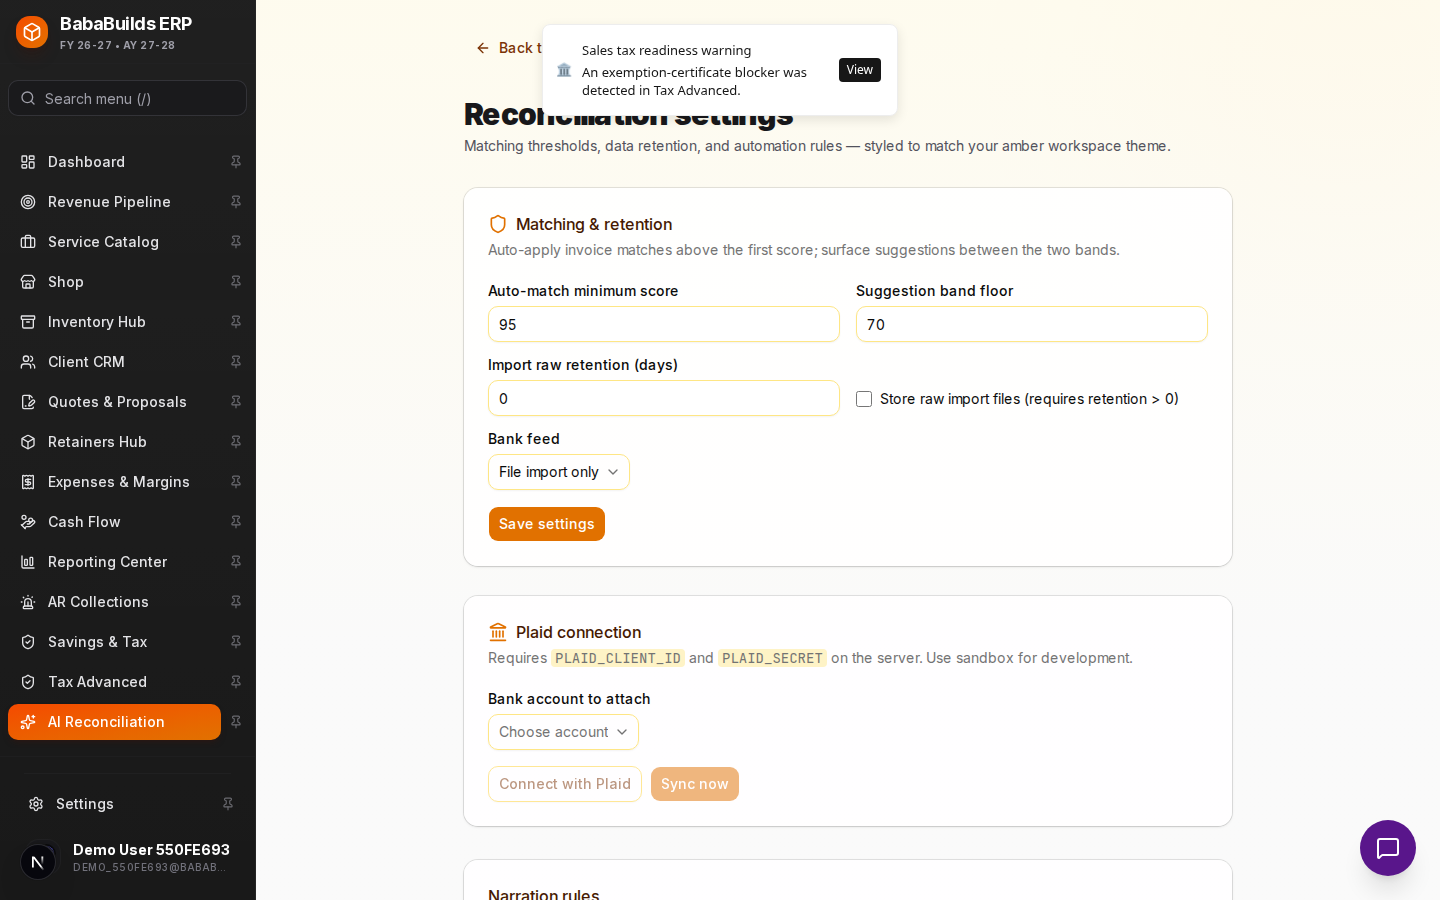 BabaBuilds ERP
FY 26-27 • AY 27-28
Search menu (/)
Dashboard
Revenue Pipeline
Service Catalog
Shop
Inventory Hub
Client CRM
Quotes & Proposals
Retainers Hub
Expenses & Margins
Cash Flow
Reporting Center
AR Collections
Savings & Tax
Tax Advanced
AI Reconciliation
Settings
Demo User 550FE693
DEMO_550FE693@BABAB...
Back t
Sales tax readiness warning
An exemption-certificate blocker was
detected in Tax Advanced.
View
Reconciliation settings
Matching thresholds, data retention, and automation rules — styled to match your amber workspace theme.
Matching & retention
Auto-apply invoice matches above the first score; surface suggestions between the two bands.
Auto-match minimum score
95
Suggestion band floor
70
Import raw retention (days)
0
Store raw import files (requires retention > 0)
Bank feed
File import only
Save settings
Plaid connection
Requires PLAID_CLIENT_ID and PLAID_SECRET on the server. Use sandbox for development.
Bank account to attach
Choose account
Connect with Plaid
Sync now
Narration rules